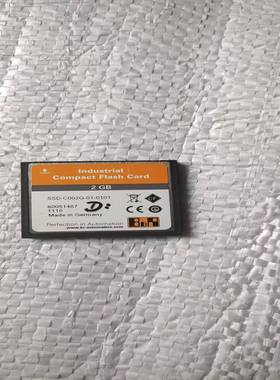 Industrial
Compact Flash Card
2 GB
SSD-C002G-01-0101
1110
Made in Germany
Perfection in Automation
www.br-automation.com